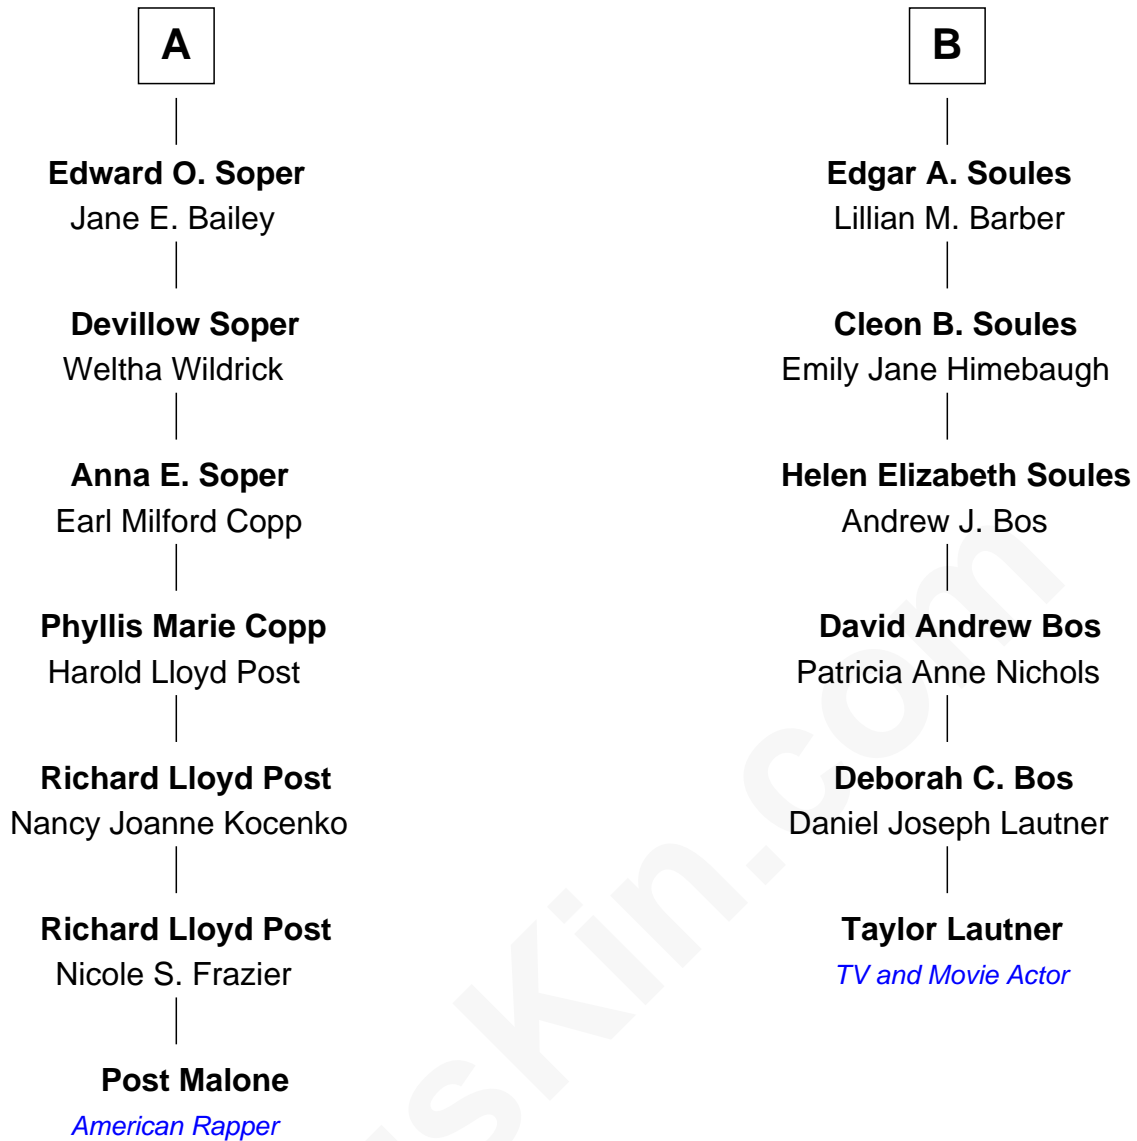 A
Edward O. Soper
Jane E. Bailey
Devillow Soper
Weltha Wildrick
Anna E. Soper
Earl Milford Copp
Phyllis Marie Copp
Harold Lloyd Post
Richard Lloyd Post
Nancy Joanne Kocenko
Richard Lloyd Post
Nicole S. Frazier
Post Malone
American Rapper
B
Edgar A. Soules
Lillian M. Barber
Cleon B. Soules
Emily Jane Himebaugh
Helen Elizabeth Soules
Andrew J. Bos
David Andrew Bos
Patricia Anne Nichols
Deborah C. Bos
Daniel Joseph Lautner
Taylor Lautner
TV and Movie Actor